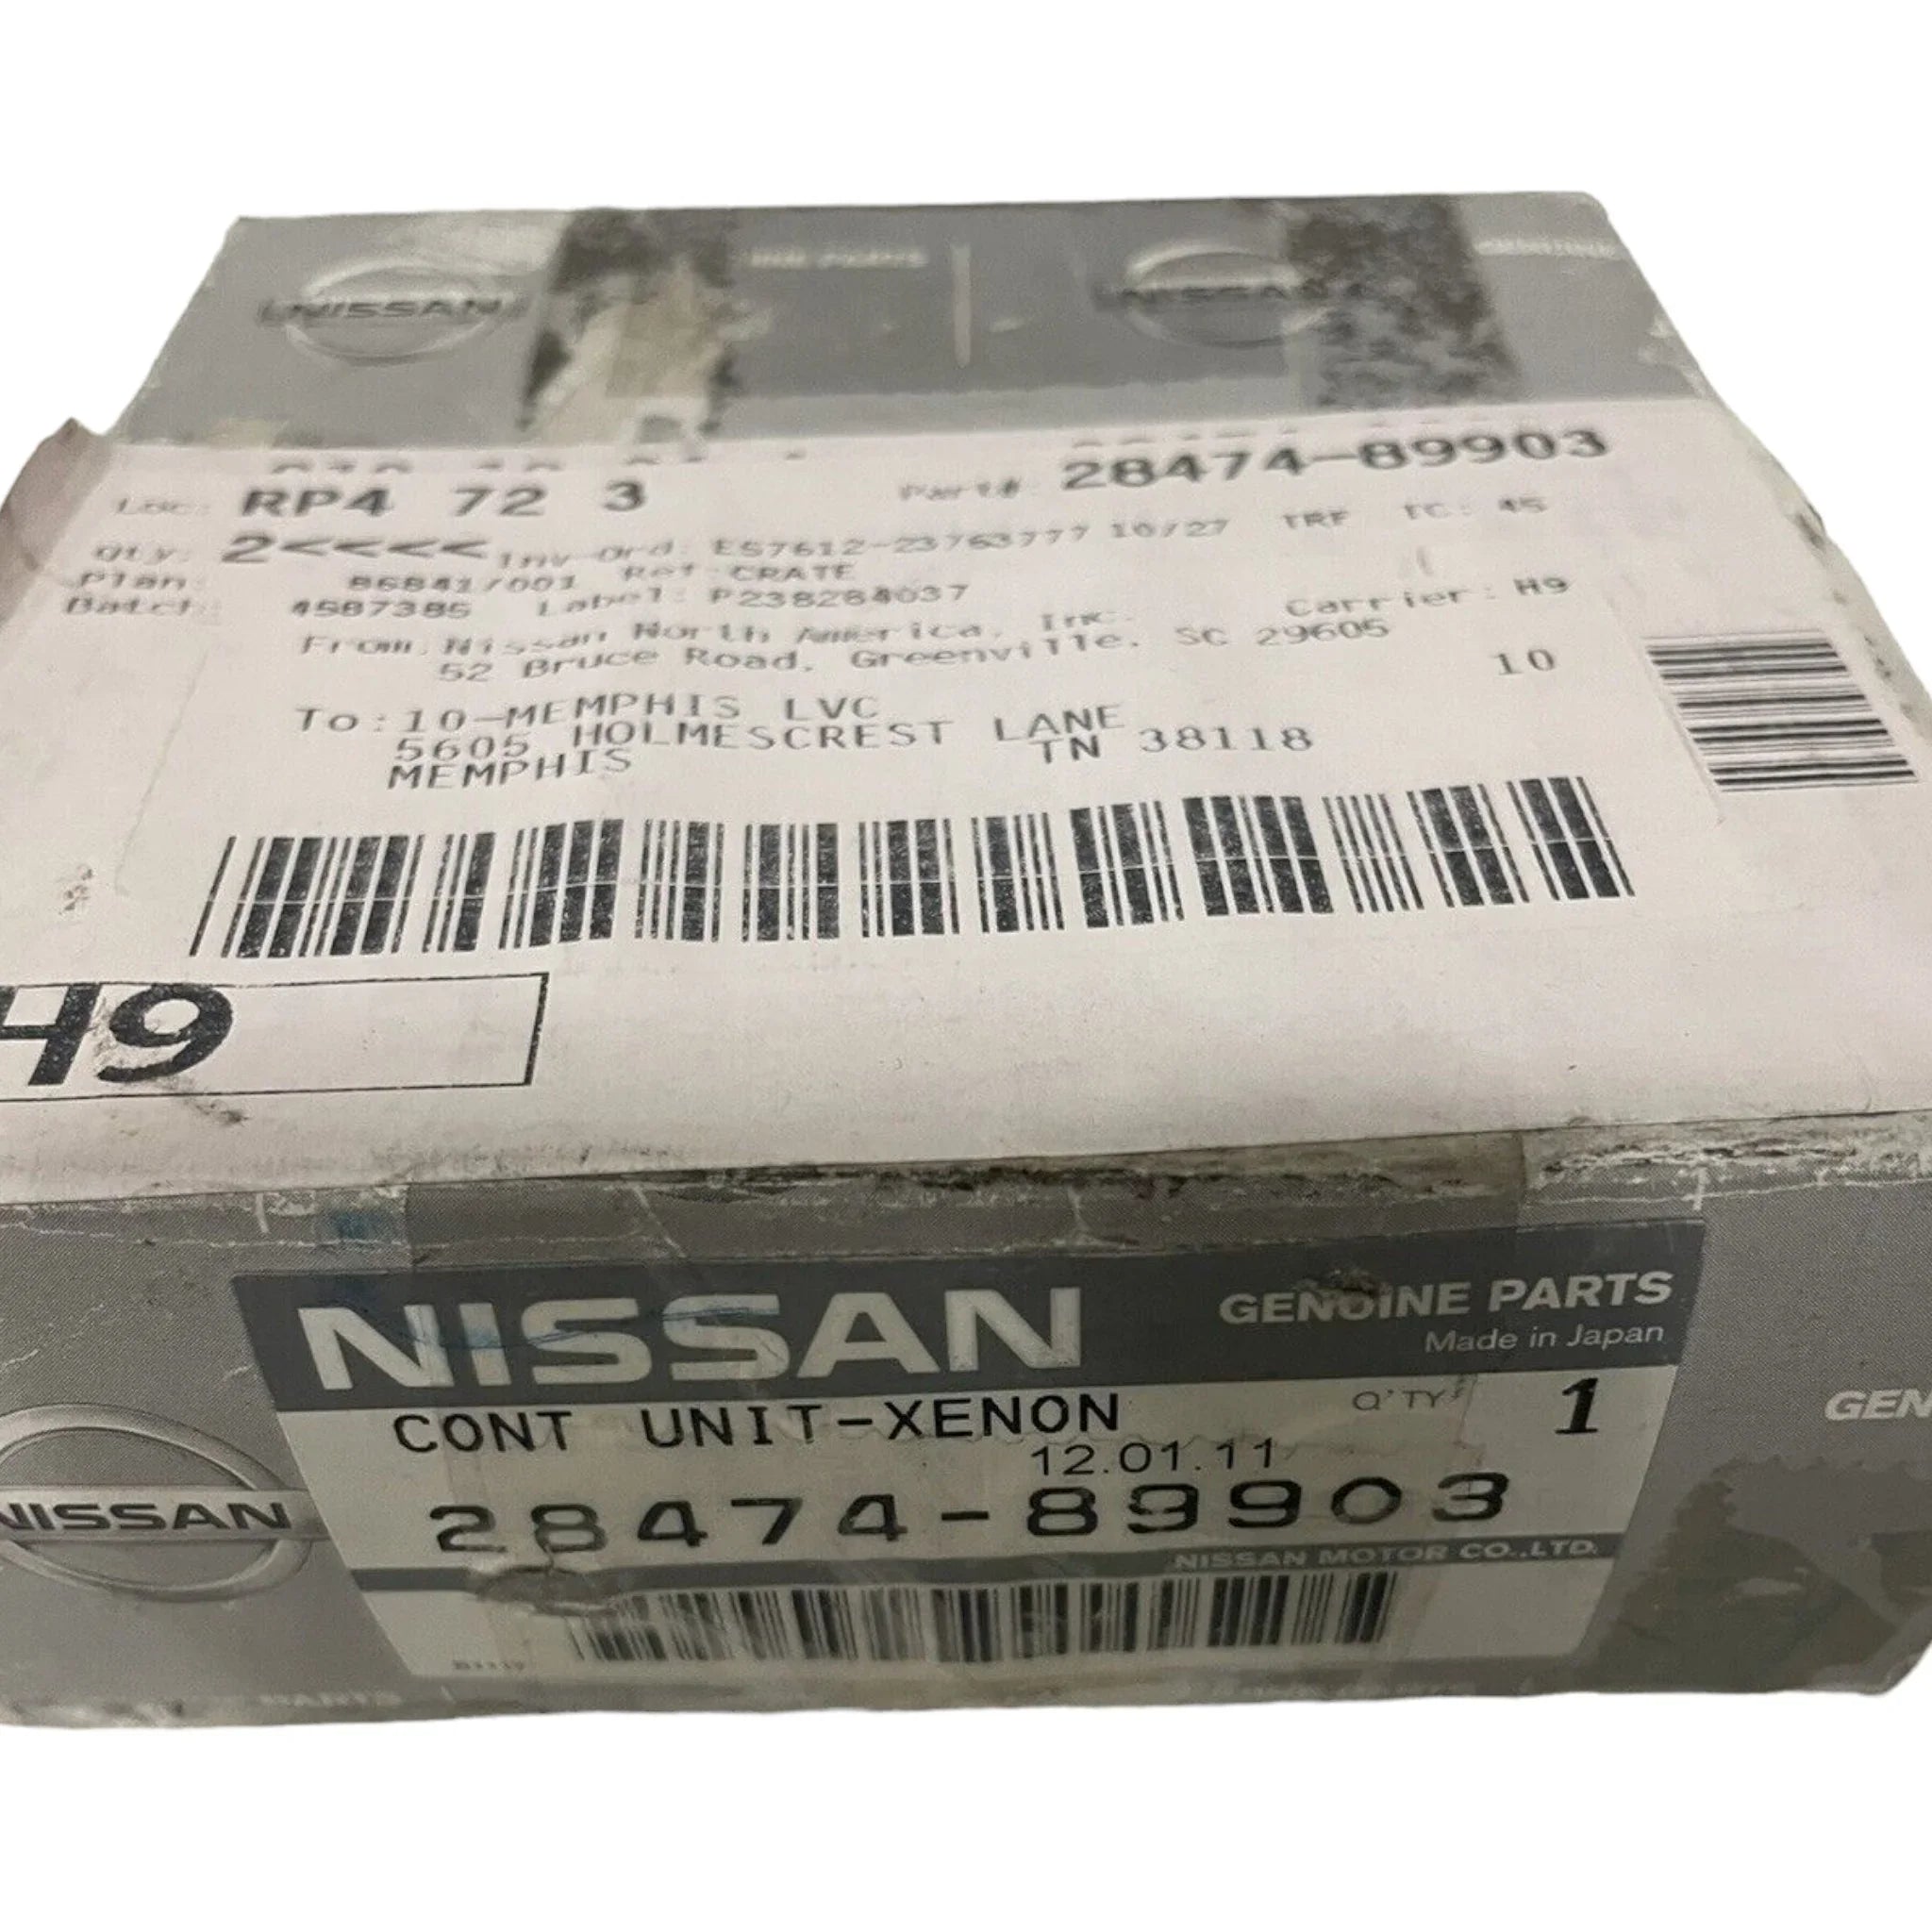 NISSAN
NISSAN
Loc: RP4 72 3
Part#: 28474-89903
Qty: 2<<<< Inv-Ord: ES7612-23763777 10/27 TRF TC: 45
Plan: 86841/001 Ref CRATE
Batch: 4587385 Label: P238284037
From: Nissan North America, Inc. Carrier: H9
52 Bruce Road, Greenville, SC 29605
10
To:10-MEMPHIS LVC
5605 HOLMESCREST LANE
MEMPHIS TN 38118
H9
NISSAN GENUINE PARTS
Made in Japan
CONT UNIT-XENON Q'TY 1
12.01.11
28474-89903
NISSAN MOTOR CO.,LTD.
NISSAN
GEN
PARTS